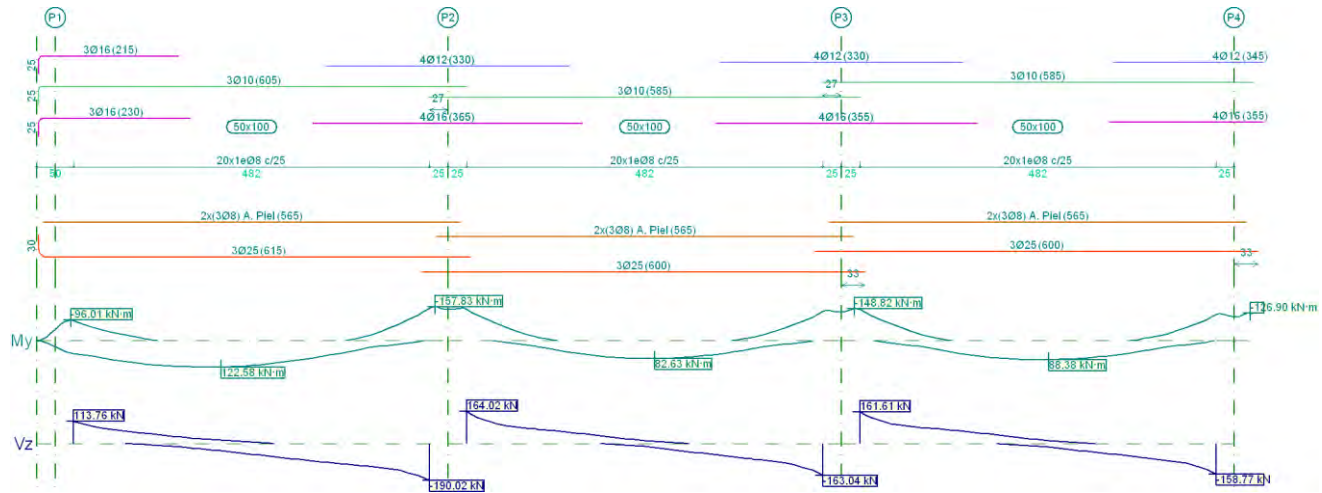 P1 P2 P3 P4
3Ø16(215) 4Ø12(330) 4Ø12(330) 4Ø12(345)
25
3Ø10(605) 3Ø10(585)
25 27 3Ø10(585) 27
3Ø16(230) 4Ø16(365) 4Ø16(355) 4Ø16(355)
25 50x100 50x100 50x100
20x1eØ8 c/25 20x1eØ8 c/25 20x1eØ8 c/25
50 482 25 25 482 25 25 482 25
2x(3Ø8) A. Piel(565) 2x(3Ø8) A. Piel(565)
2x(3Ø8) A. Piel(565)
30 3Ø25(615) 3Ø25(600)
3Ø25(600) 33 33
-96.01 kN·m -157.83 kN·m -148.82 kN·m -126.90 kN·m
My
122.58 kN·m 82.63 kN·m 88.38 kN·m
113.76 kN 164.02 kN 161.61 kN
Vz
-190.02 kN -163.04 kN -158.77 kN